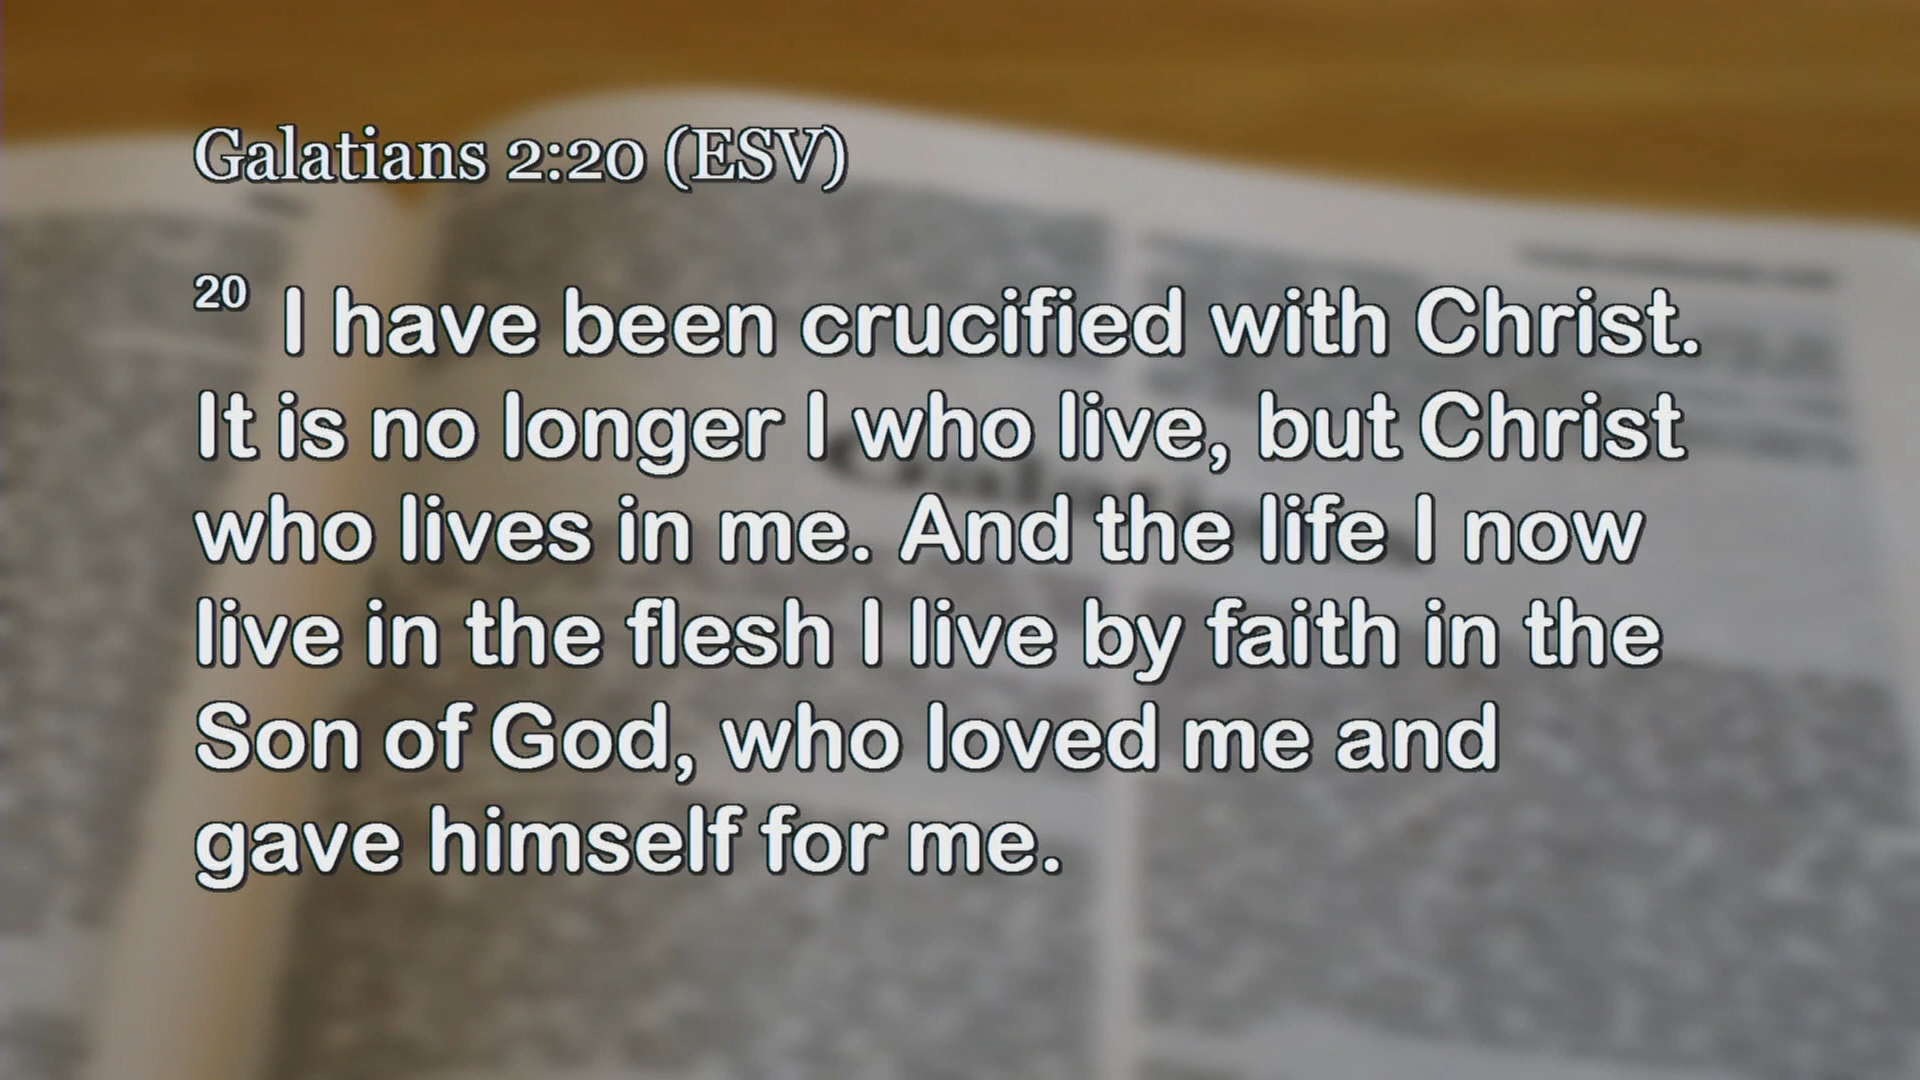 Galatians 2:20 (ESV)
20 I have been crucified with Christ.
It is no longer I who live, but Christ
who lives in me. And the life I now
live in the flesh I live by faith in the
Son of God, who loved me and
gave himself for me.